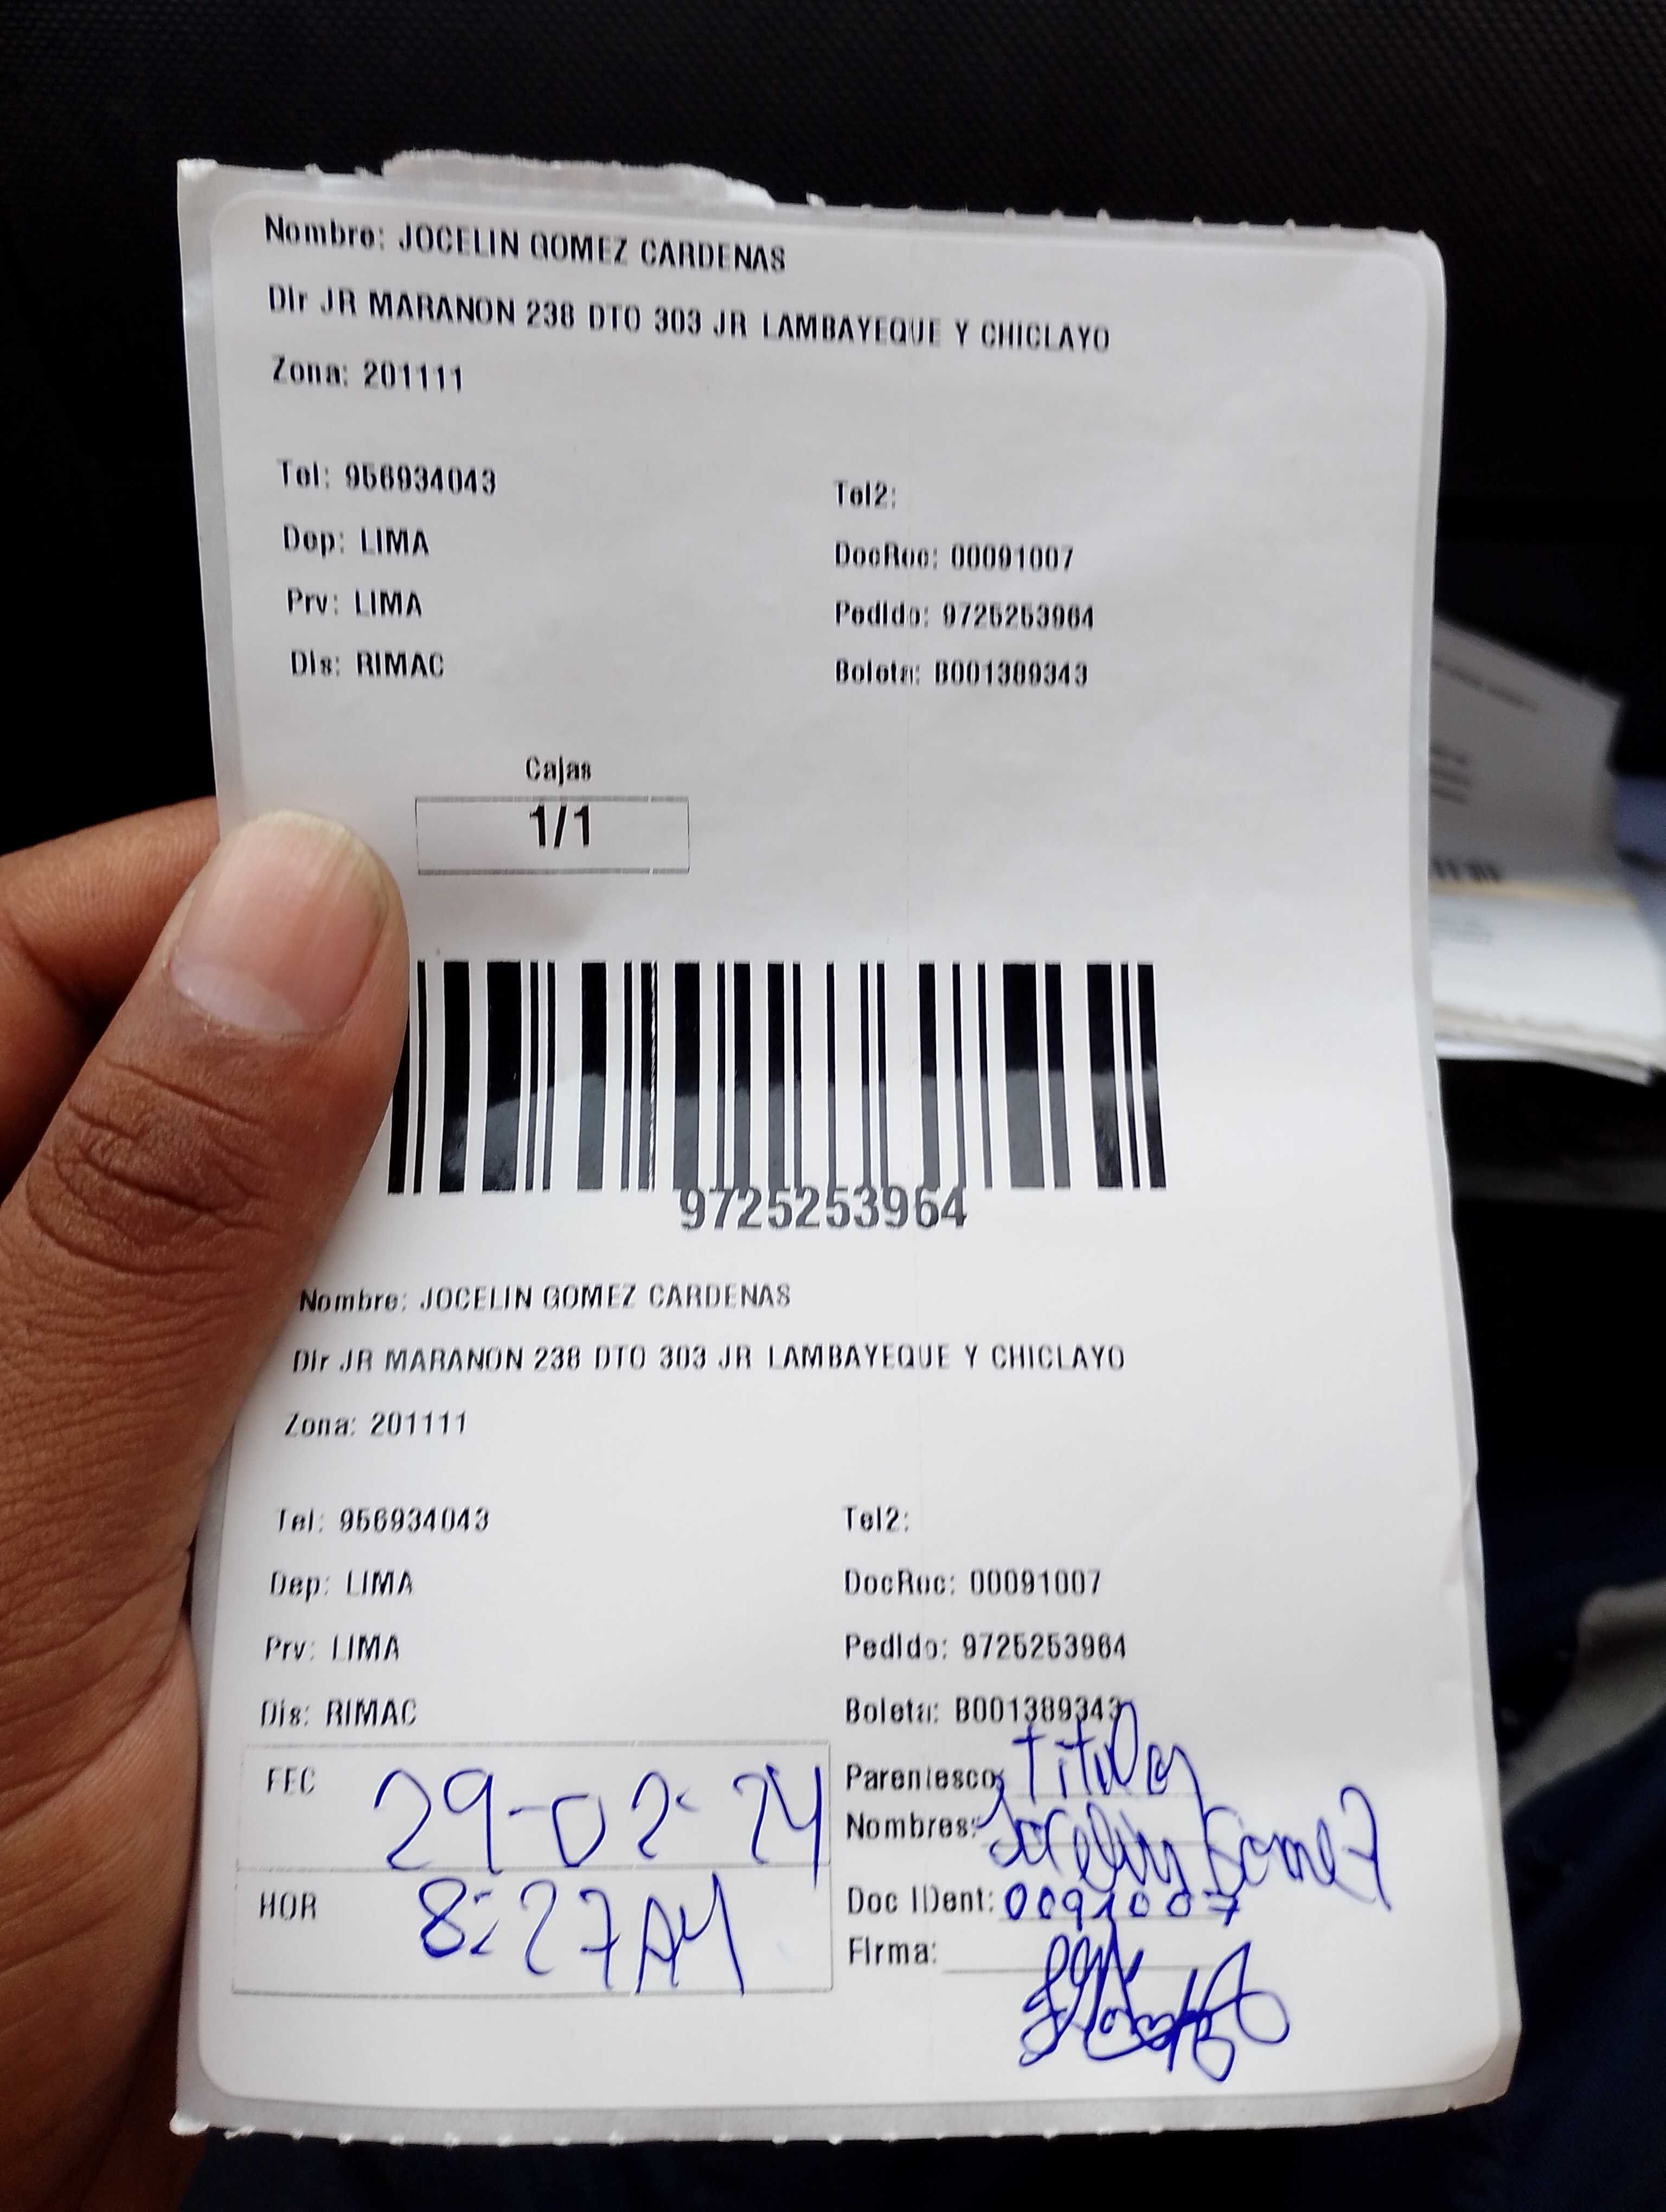 Nombre: JOCELIN GOMEZ CARDENAS
Dir JR MARANON 238 DTO 303 JR LAMBAYEQUE Y CHICLAYO
Zona: 201111
Tel: 956934043
Tel2:
Dep: LIMA
DocRec: 00091007
Prv: LIMA
Pedido: 9725253964
Dis: RIMAC
Boleta: B001389343
Cajas
1/1
9725253964
Nombre: JOCELIN GOMEZ CARDENAS
Dir JR MARANON 238 DTO 303 JR LAMBAYEQUE Y CHICLAYO
Zona: 201111
Tel: 956934043
Tel2:
Dep: LIMA
DocRec: 00091007
Prv: LIMA
Pedido: 9725253964
Dis: RIMAC
Boleta: B001389343
FEC 29-02-24
Parentesco: titular
Nombres: Jocelin Gomez
HOR 8:27AM
Doc IDent: 0091007
Firma: